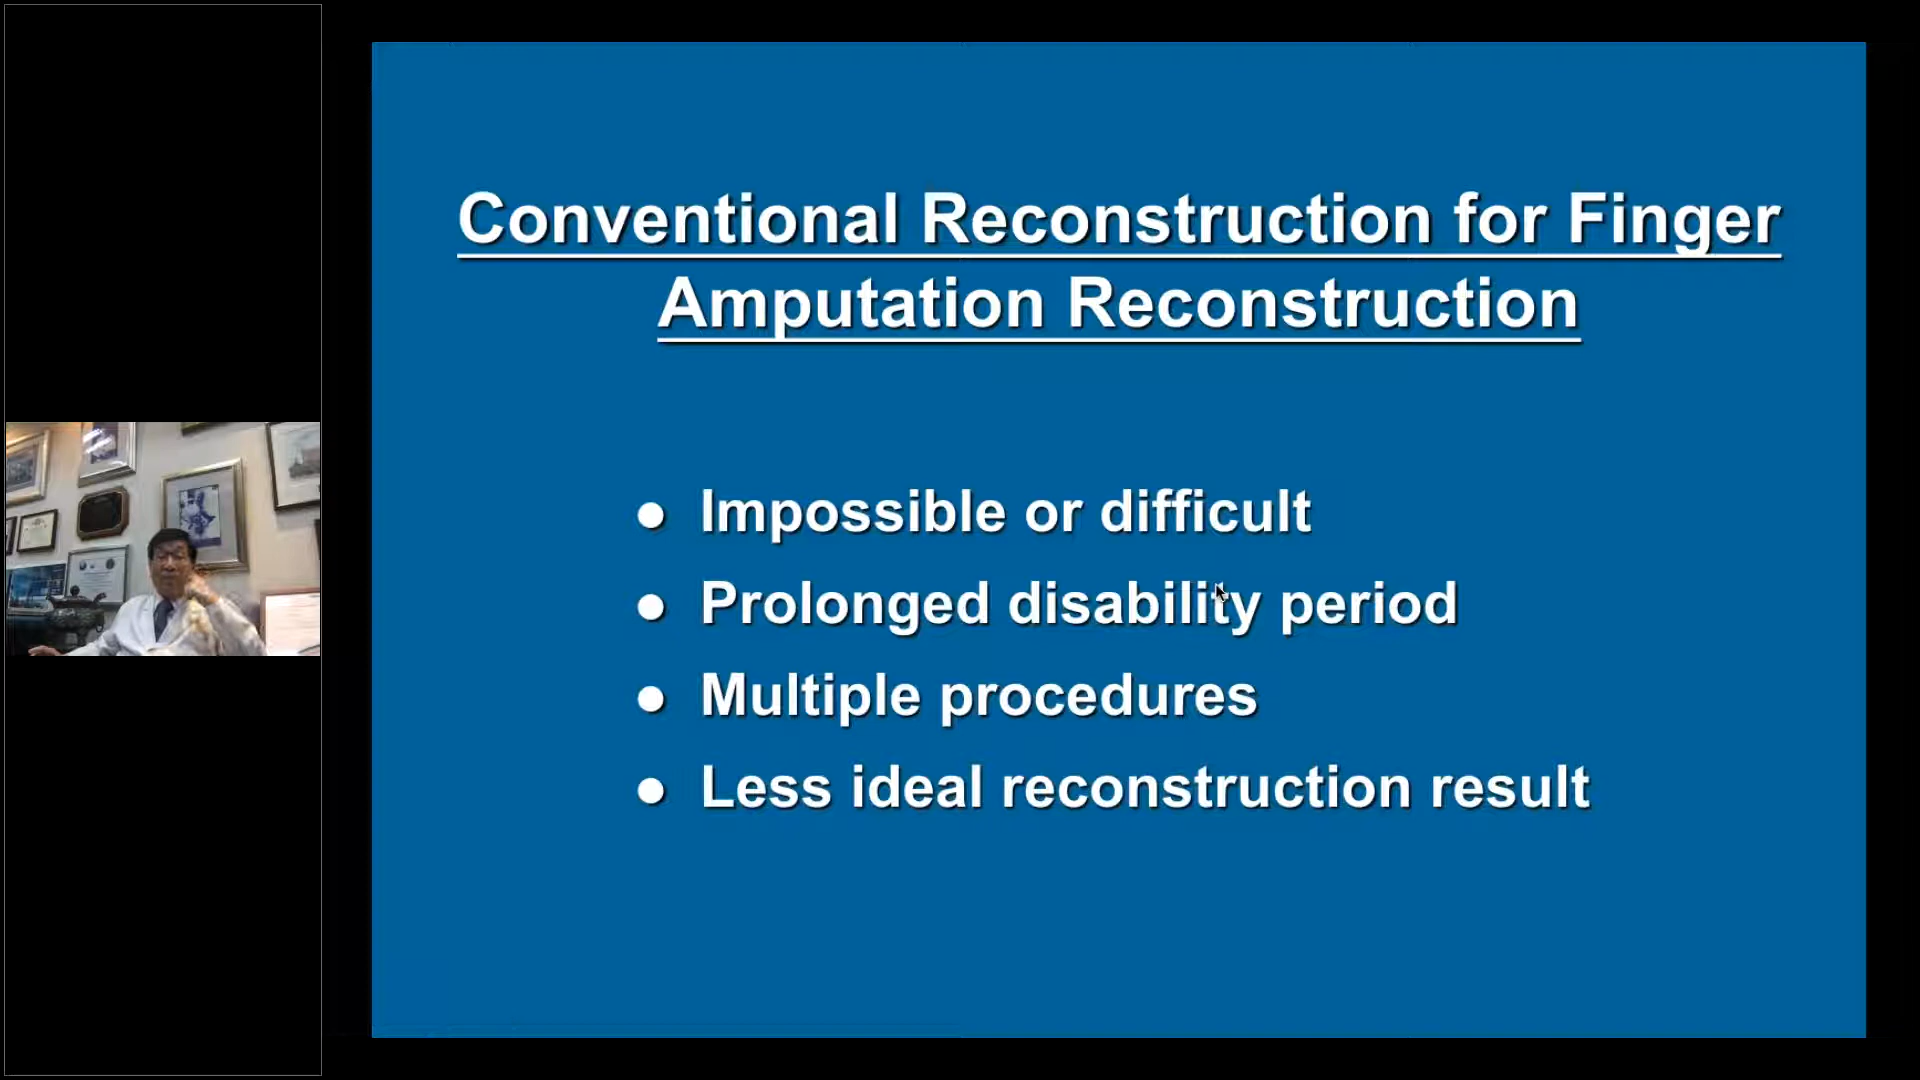 Conventional Reconstruction for Finger
Amputation Reconstruction
● Impossible or difficult
● Prolonged disability period
● Multiple procedures
● Less ideal reconstruction result